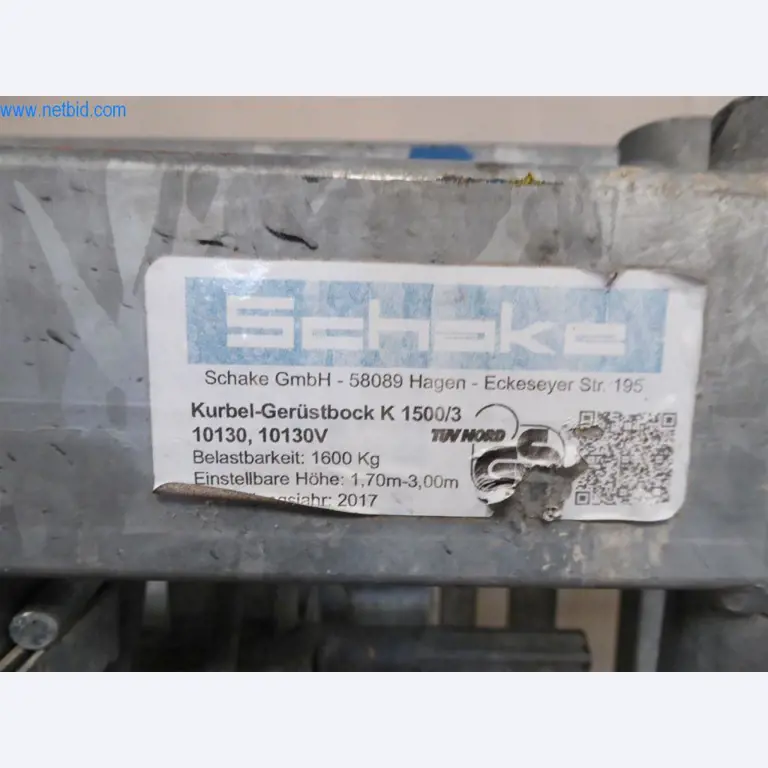 www.netbid.com
Schake
Schake GmbH - 58089 Hagen - Eckeseyer Str. 195
Kurbel-Gerüstbock K 1500/3
10130, 10130V
TÜV NORD
Belastbarkeit: 1600 Kg
Einstellbare Höhe: 1,70m-3,00m
2017